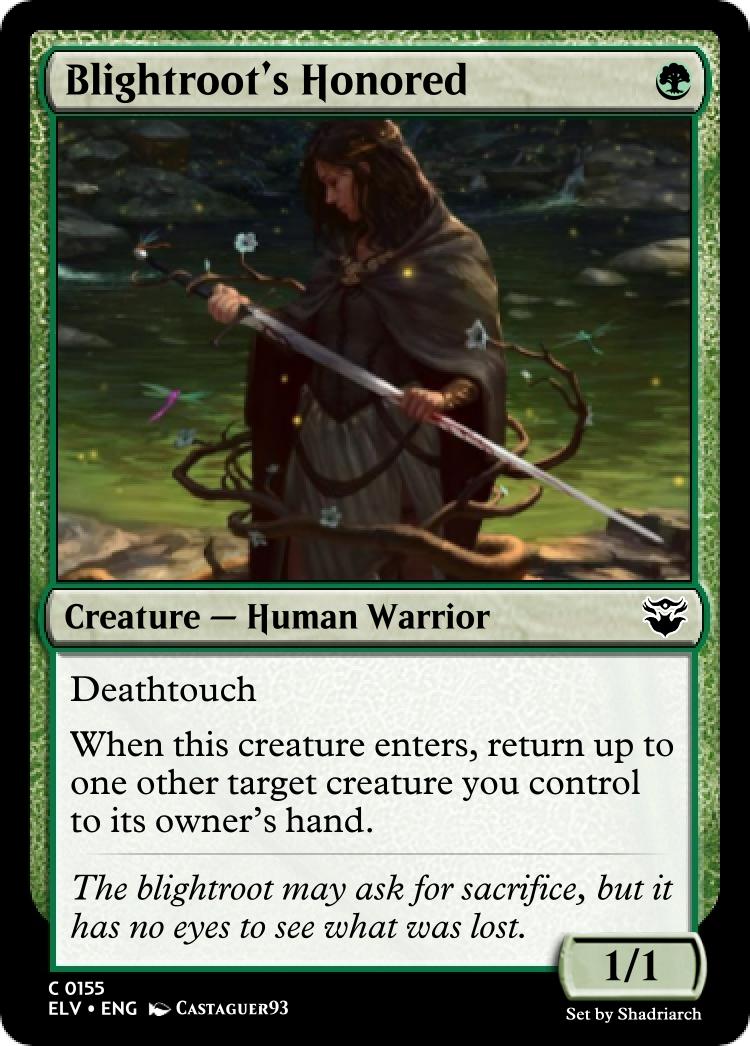 Blightroot's Honored
Creature — Human Warrior
Deathtouch
When this creature enters, return up to
one other target creature you control
to its owner's hand.
The blightroot may ask for sacrifice, but it
has no eyes to see what was lost.
1/1
C 0155
ELV • ENG Castaguer93
Set by Shadriarch